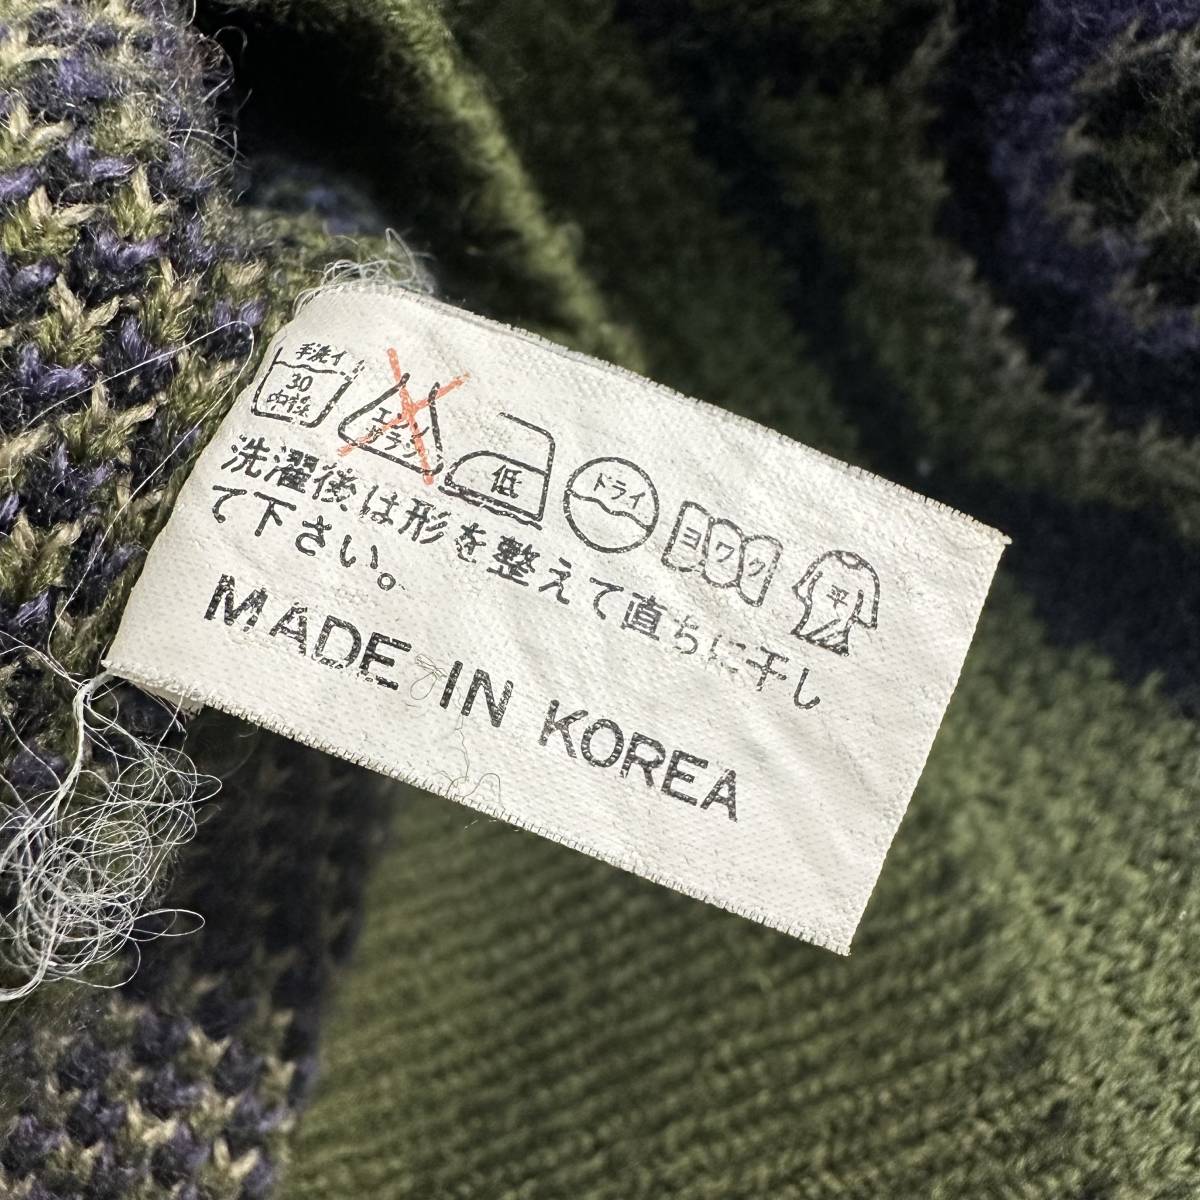 手洗イ
30
中性
エンソ
サラシ
低
ドライ
ヨワク
平
洗濯後は形を整えて直ちに干し
て下さい。
MADE IN KOREA